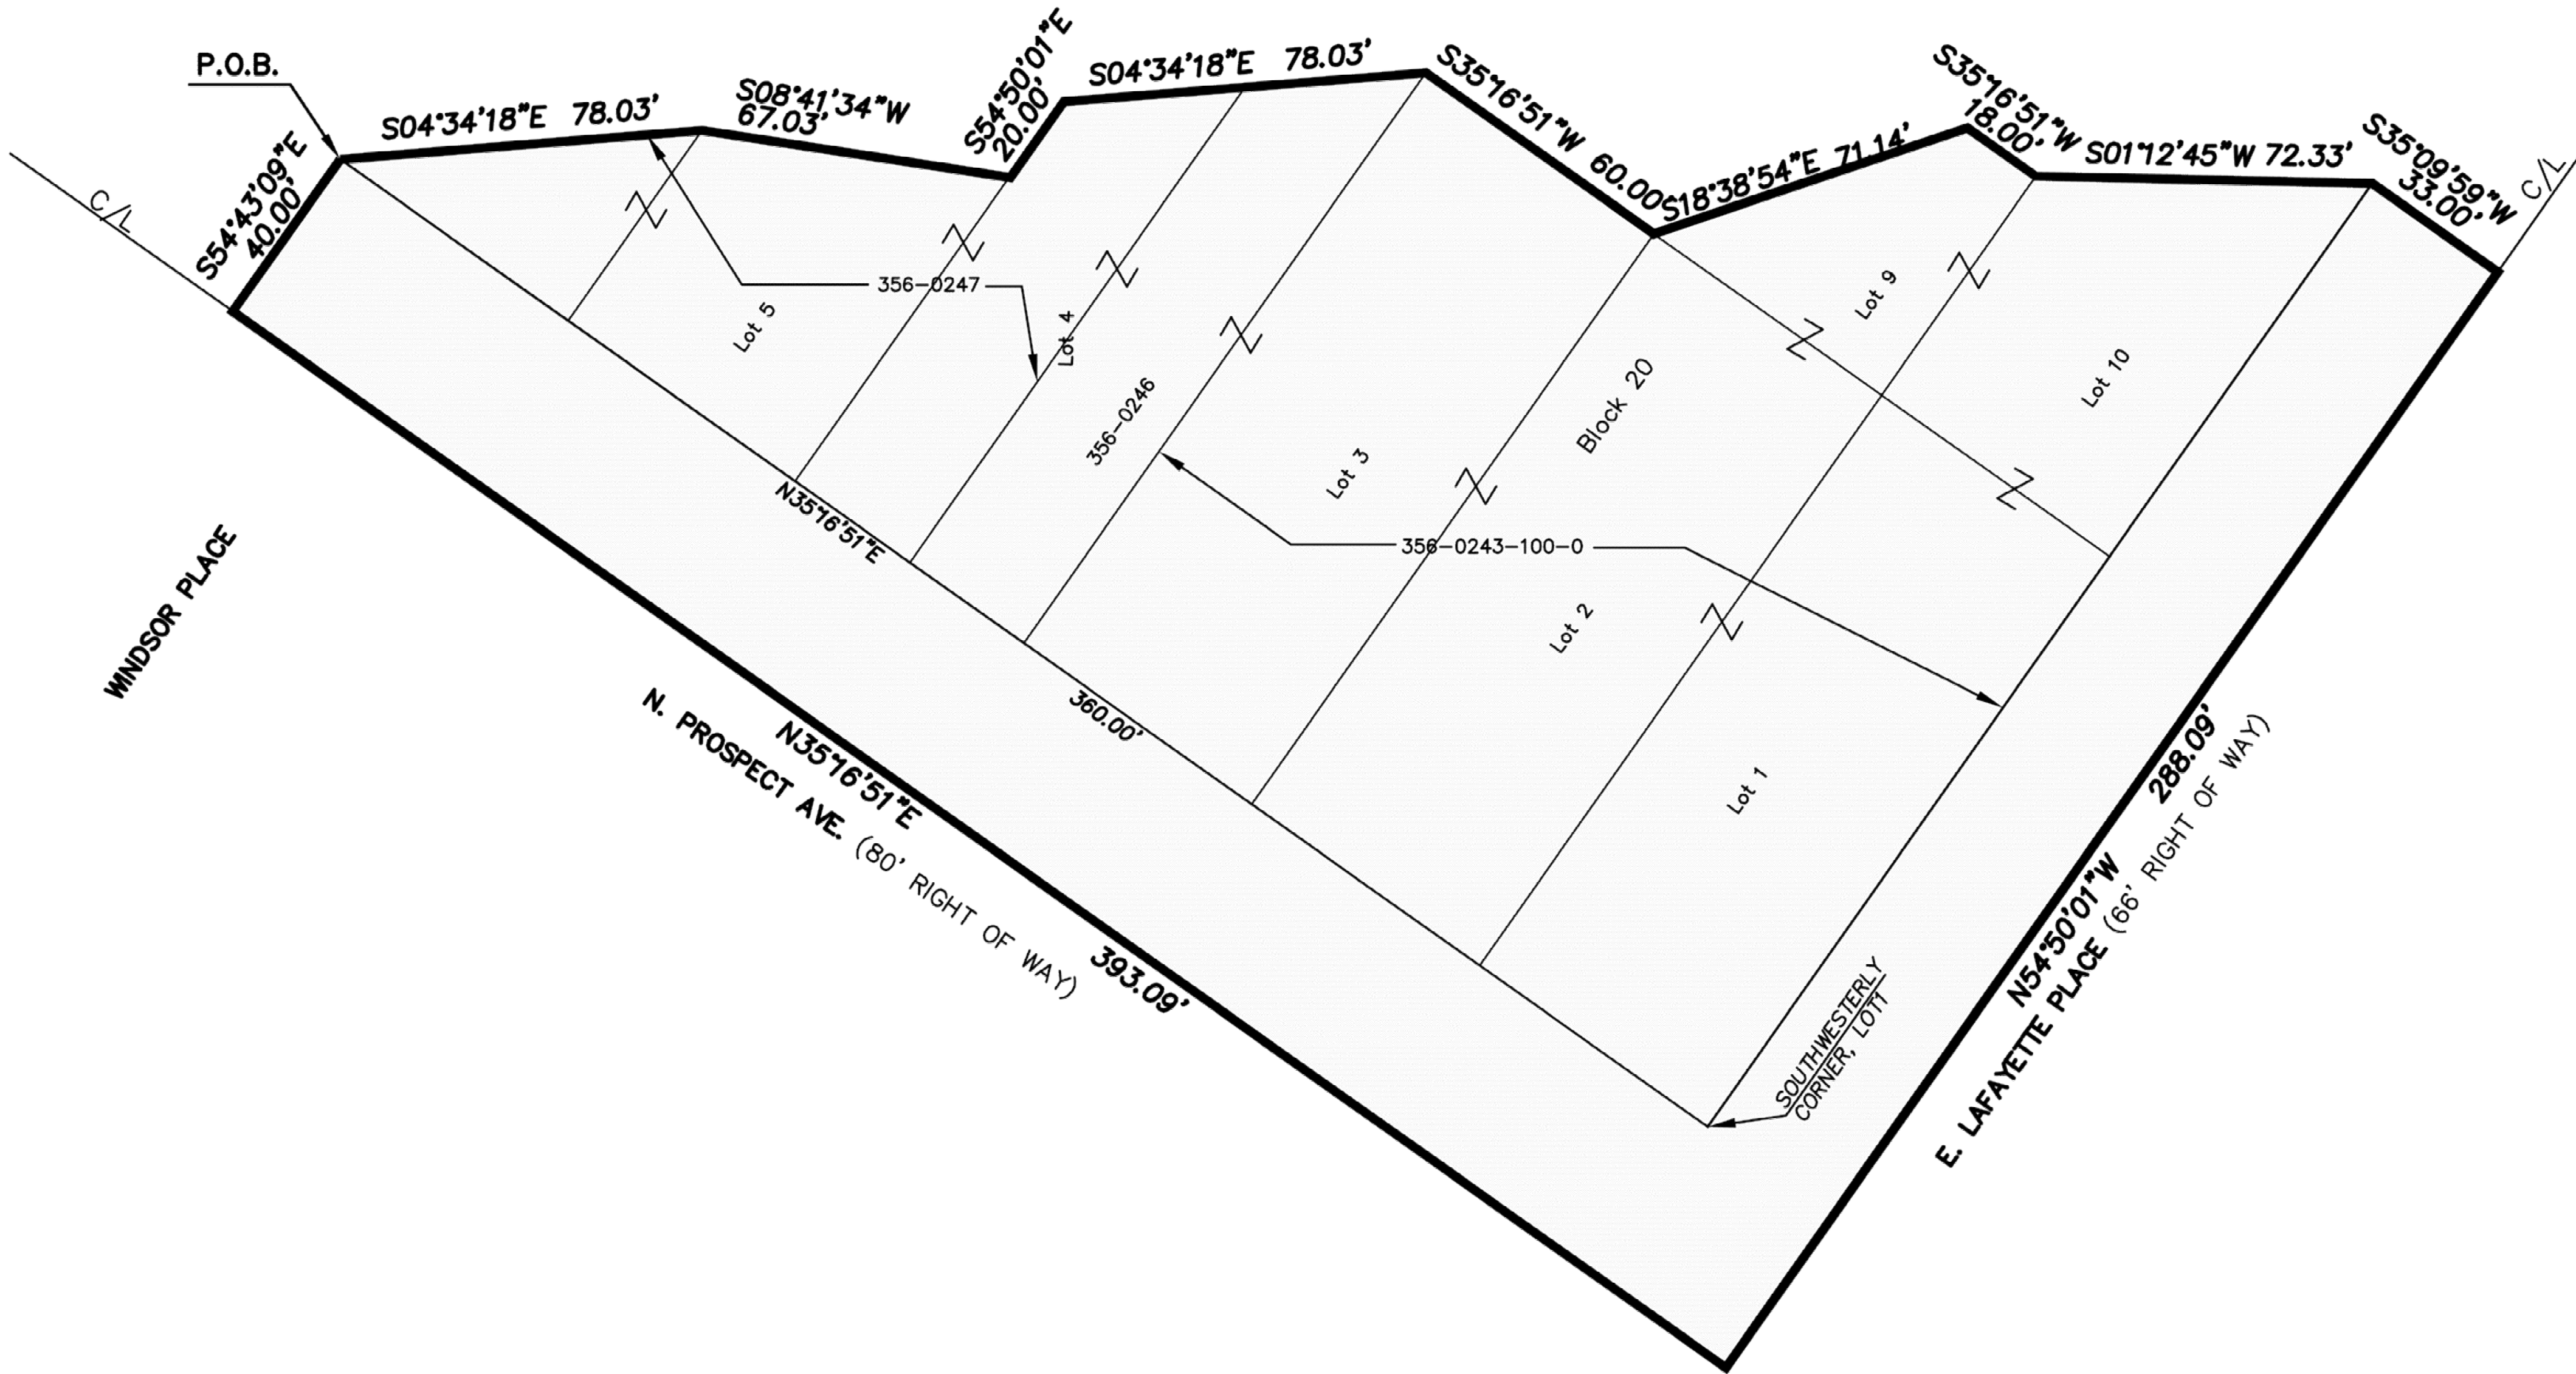 P.O.B.
S04°34'18"E 78.03'
S08°41'34"W
67.03'
S54°50'01"E
20.00'
S04°34'18"E 78.03'
S35°16'51"W 60.00'
S18°38'54"E 71.14'
S35°16'51"W
18.00'
S01°12'45"W 72.33'
S35°09'59"W
33.00'
C/L
C/L
S54°43'09"E
40.00'
356-0247
Lot 5
Lot 4
356-0246
Lot 3
Block 20
Lot 9
Lot 10
356-0243-100-0
Lot 2
Lot 1
N35°16'51"E
360.00'
WINDSOR PLACE
N35°16'51"E
393.09'
N. PROSPECT AVE. (80' RIGHT OF WAY)
SOUTHWESTERLY
CORNER, LOT1
N54°50'01"W 288.09'
E. LAFAYETTE PLACE (66' RIGHT OF WAY)